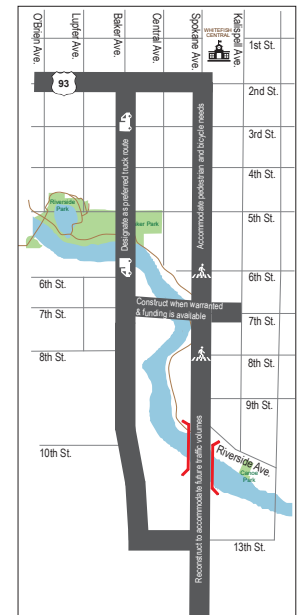 O'Brien Ave.
Lupfer Ave.
Baker Ave.
Central Ave.
Spokane Ave.
Kalispell Ave.
WHITEFISH
CENTRAL
1st St.
93
2nd St.
3rd St.
4th St.
Designate as preferred truck route
Accommodate pedestrian and bicycle needs
Riverside
Park
ker Park
5th St.
6th St.
6th St.
Construct when warranted
& funding is available
7th St.
7th St.
8th St.
8th St.
9th St.
Riverside Ave.
Canoe
Park
10th St.
Reconstruct to accommodate future traffic volumes
13th St.